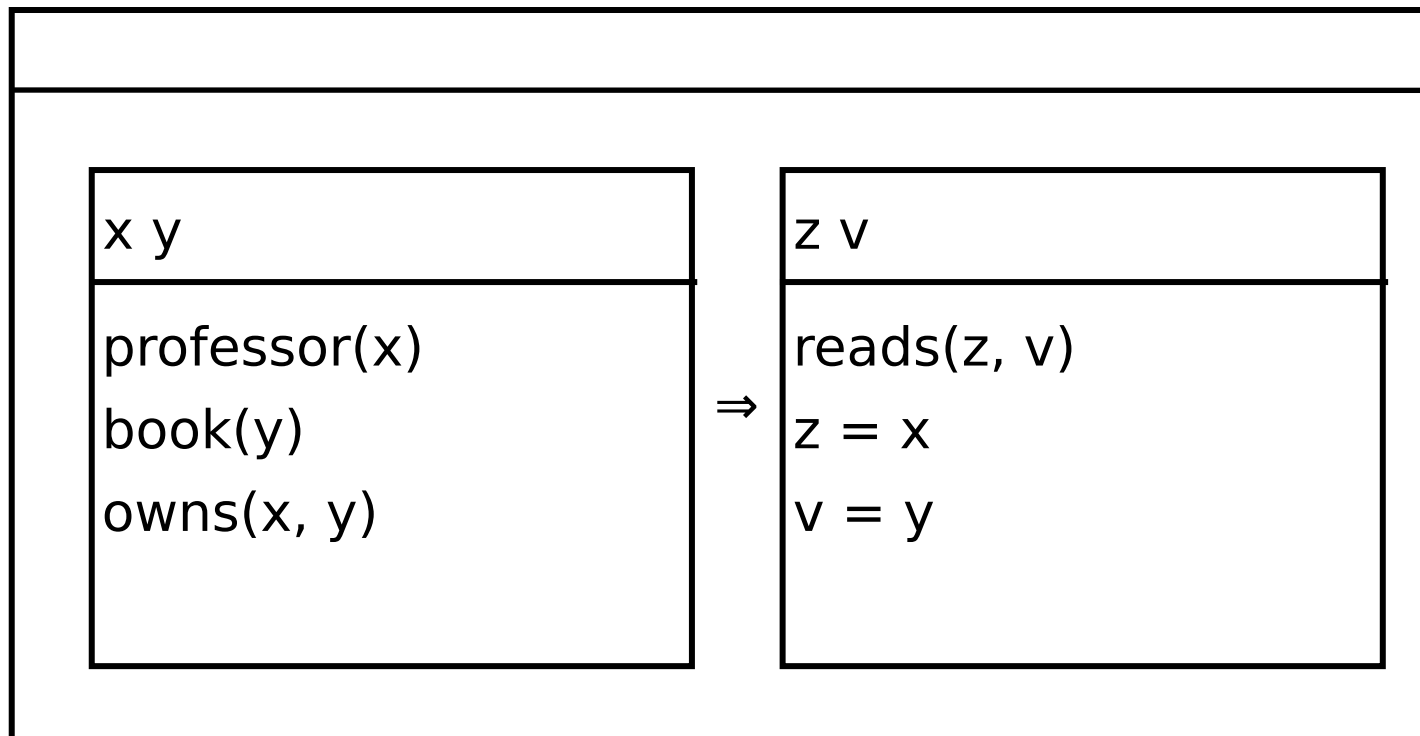 x y
professor(x)
book(y)
owns(x, y)
⇒
z v
reads(z, v)
z = x
v = y